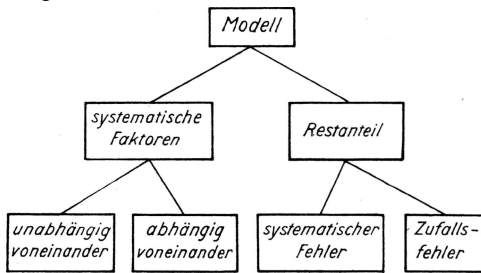 Modell
systematische
Faktoren
Restanteil
unabhängig
voneinander
abhängig
voneinander
systematischer
Fehler
Zufalls-
fehler